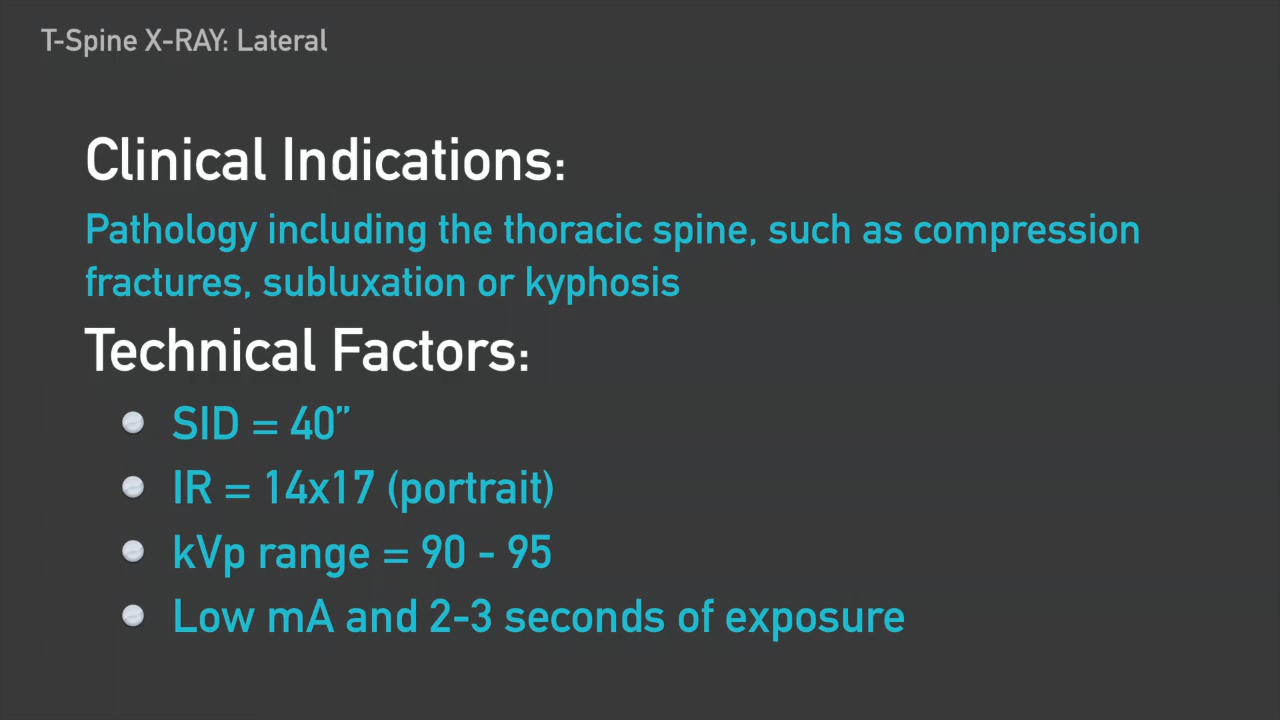 T-Spine X-RAY: Lateral
Clinical Indications:
Pathology including the thoracic spine, such as compression
fractures, subluxation or kyphosis
Technical Factors:
SID = 40”
IR = 14x17 (portrait)
kVp range = 90 - 95
Low mA and 2-3 seconds of exposure